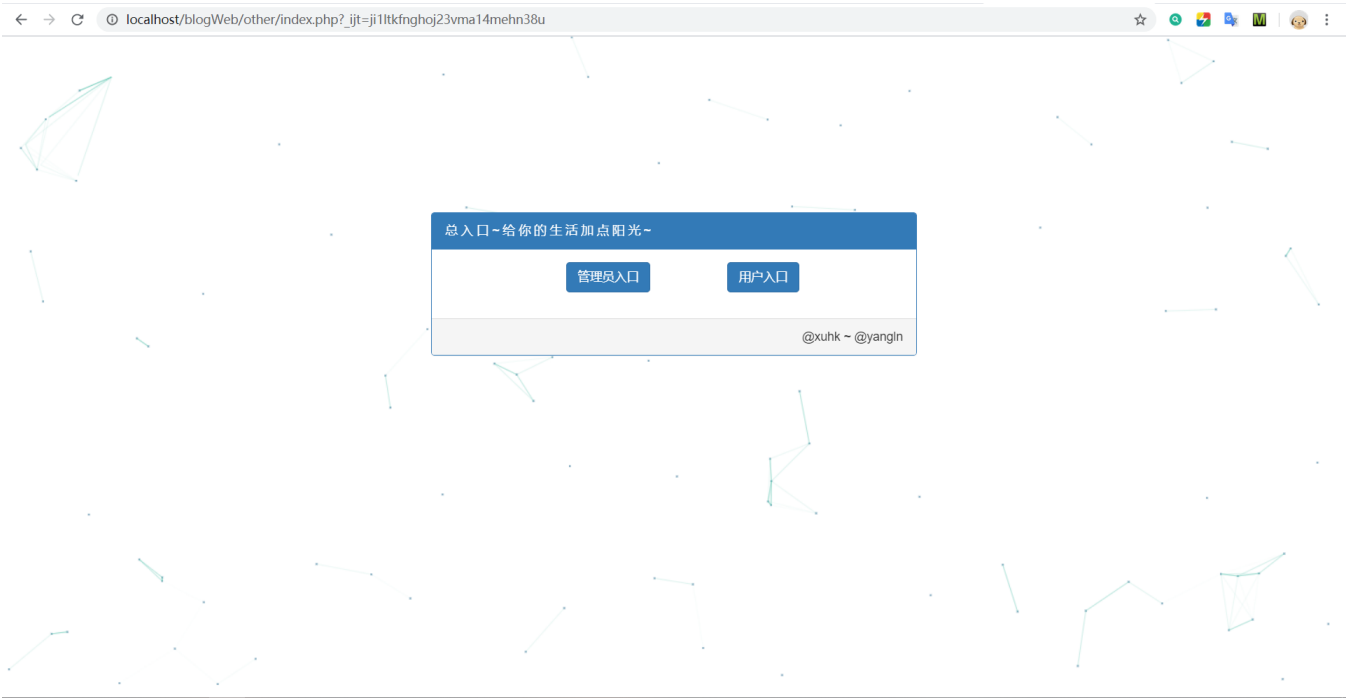 localhost/blogWeb/other/index.php?_ijt=ji1ltkfnghoj23vma14mehn38u
总入口~给你的生活加点阳光~
管理员入口 用户入口
@xuhk ~ @yangln